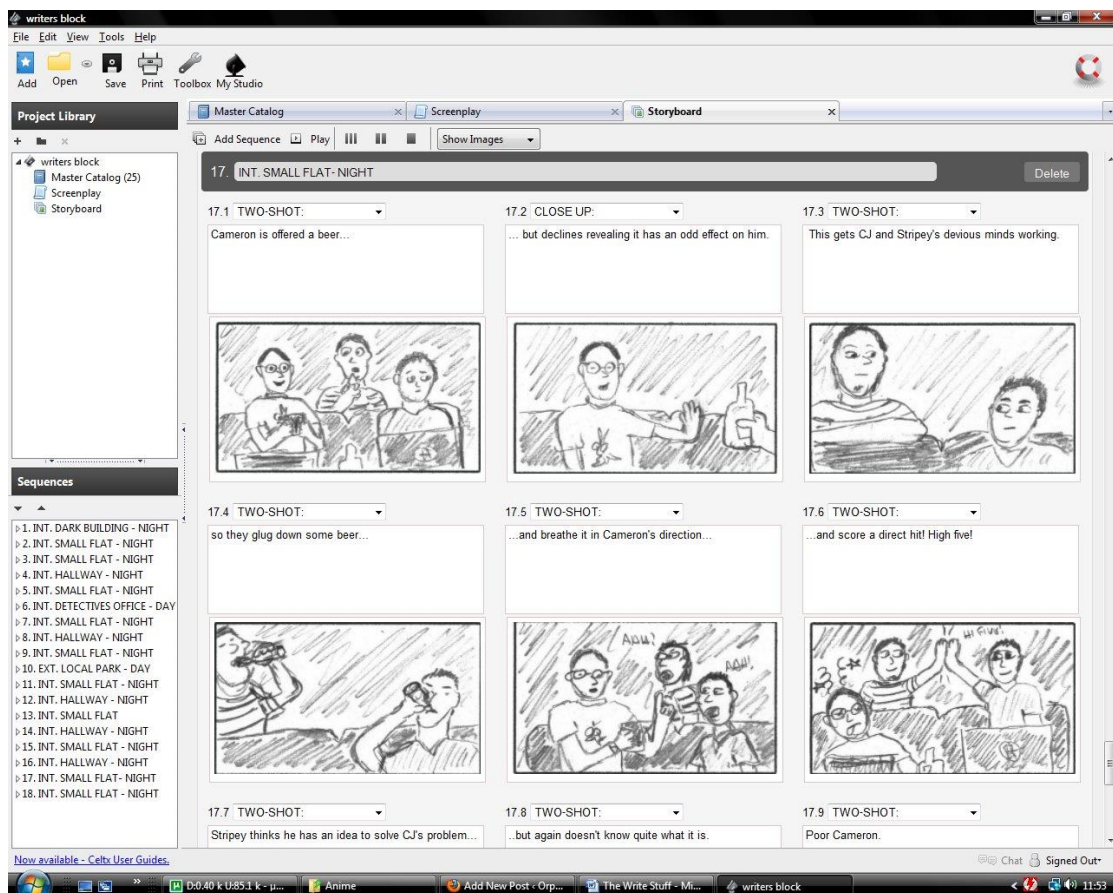 writers block
File Edit View Tools Help
Add Open Save Print Toolbox My Studio
Project Library
Master Catalog
Screenplay
Storyboard
Add Sequence Play Show Images
writers block
Master Catalog (25)
Screenplay
Storyboard
17. INT. SMALL FLAT- NIGHT Delete
17.1 TWO-SHOT: 17.2 CLOSE UP: 17.3 TWO-SHOT:
Cameron is offered a beer...
... but declines revealing it has an odd effect on him.
This gets CJ and Stripey's devious minds working.
17.4 TWO-SHOT: 17.5 TWO-SHOT: 17.6 TWO-SHOT:
so they glug down some beer...
...and breathe it in Cameron's direction...
...and score a direct hit! High five!
AAH!
AAH!
HI FIVE!
17.7 TWO-SHOT: 17.8 TWO-SHOT: 17.9 TWO-SHOT:
Stripey thinks he has an idea to solve CJ's problem...
..but again doesn't know quite what it is.
Poor Cameron.
Sequences
1. INT. DARK BUILDING - NIGHT
2. INT. SMALL FLAT - NIGHT
3. INT. SMALL FLAT - NIGHT
4. INT. HALLWAY - NIGHT
5. INT. SMALL FLAT - NIGHT
6. INT. DETECTIVES OFFICE - DAY
7. INT. SMALL FLAT - NIGHT
8. INT. HALLWAY - NIGHT
9. INT. SMALL FLAT - NIGHT
10. EXT. LOCAL PARK - DAY
11. INT. SMALL FLAT - NIGHT
12. INT. HALLWAY - NIGHT
13. INT. SMALL FLAT
14. INT. HALLWAY - NIGHT
15. INT. SMALL FLAT - NIGHT
16. INT. HALLWAY - NIGHT
17. INT. SMALL FLAT- NIGHT
18. INT. SMALL FLAT - NIGHT
Now available - Celtx User Guides.
Chat Signed Out
D:0.40 k U:85.1 k - µ... Anime Add New Post ‹ Orp... The Write Stuff - Mi... writers block 11:53